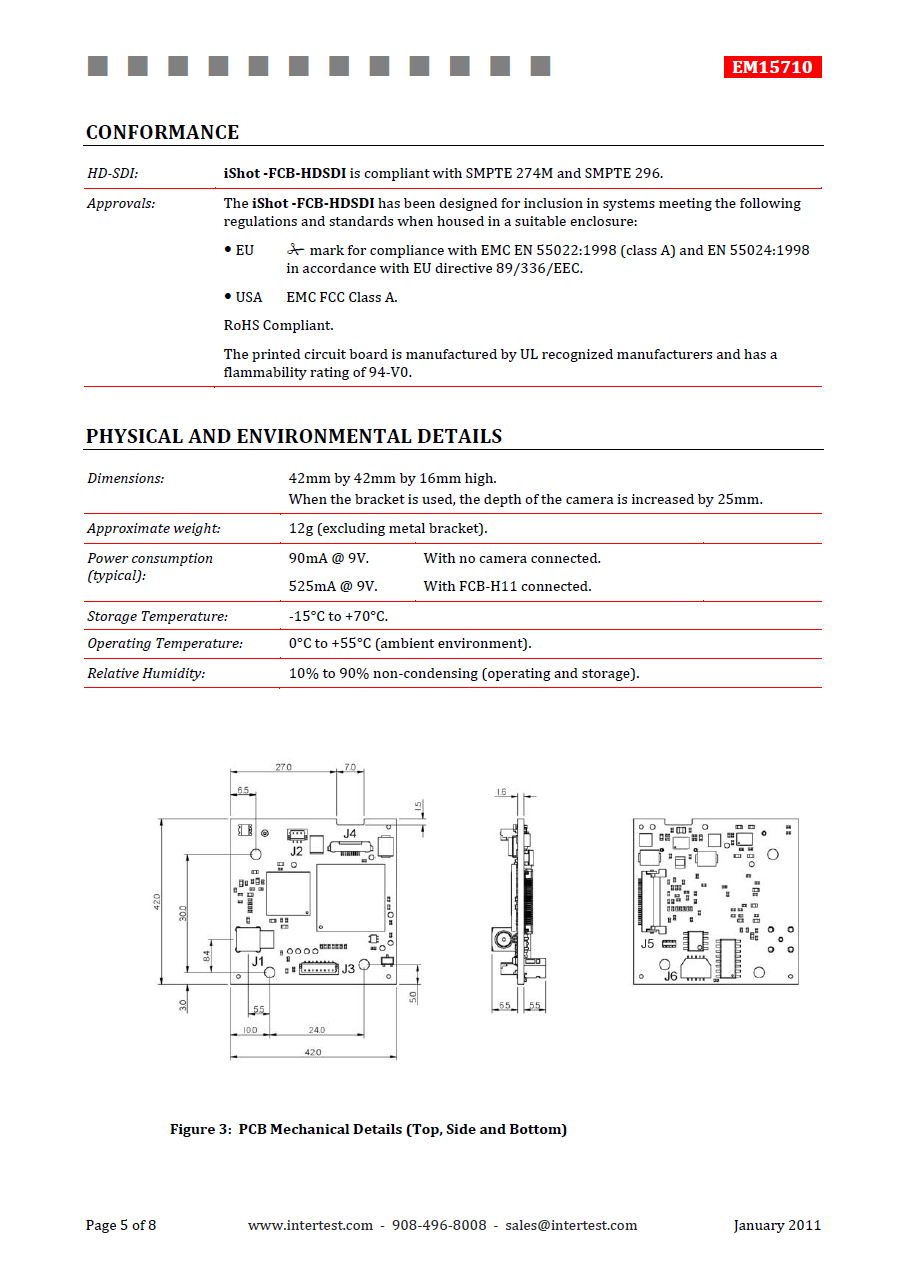 EM15710
CONFORMANCE
HD-SDI: iShot -FCB-HDSDI is compliant with SMPTE 274M and SMPTE 296.
Approvals: The iShot -FCB-HDSDI has been designed for inclusion in systems meeting the following
regulations and standards when housed in a suitable enclosure:
• EU mark for compliance with EMC EN 55022:1998 (class A) and EN 55024:1998
in accordance with EU directive 89/336/EEC.
• USA EMC FCC Class A.
RoHS Compliant.
The printed circuit board is manufactured by UL recognized manufacturers and has a
flammability rating of 94-V0.
PHYSICAL AND ENVIRONMENTAL DETAILS
Dimensions: 42mm by 42mm by 16mm high.
When the bracket is used, the depth of the camera is increased by 25mm.
Approximate weight: 12g (excluding metal bracket).
Power consumption 90mA @ 9V. With no camera connected.
(typical):
525mA @ 9V. With FCB-H11 connected.
Storage Temperature: -15°C to +70°C.
Operating Temperature: 0°C to +55°C (ambient environment).
Relative Humidity: 10% to 90% non-condensing (operating and storage).
27.0 7.0
6.5
1.5
1.6
J4
J2
42.0
30.0
8.4
J1
J3
J5
J6
3.0
5.5
5.0
6.5 5.5
10.0 24.0
42.0
Figure 3: PCB Mechanical Details (Top, Side and Bottom)
Page 5 of 8 www.intertest.com - 908-496-8008 - sales@intertest.com January 2011